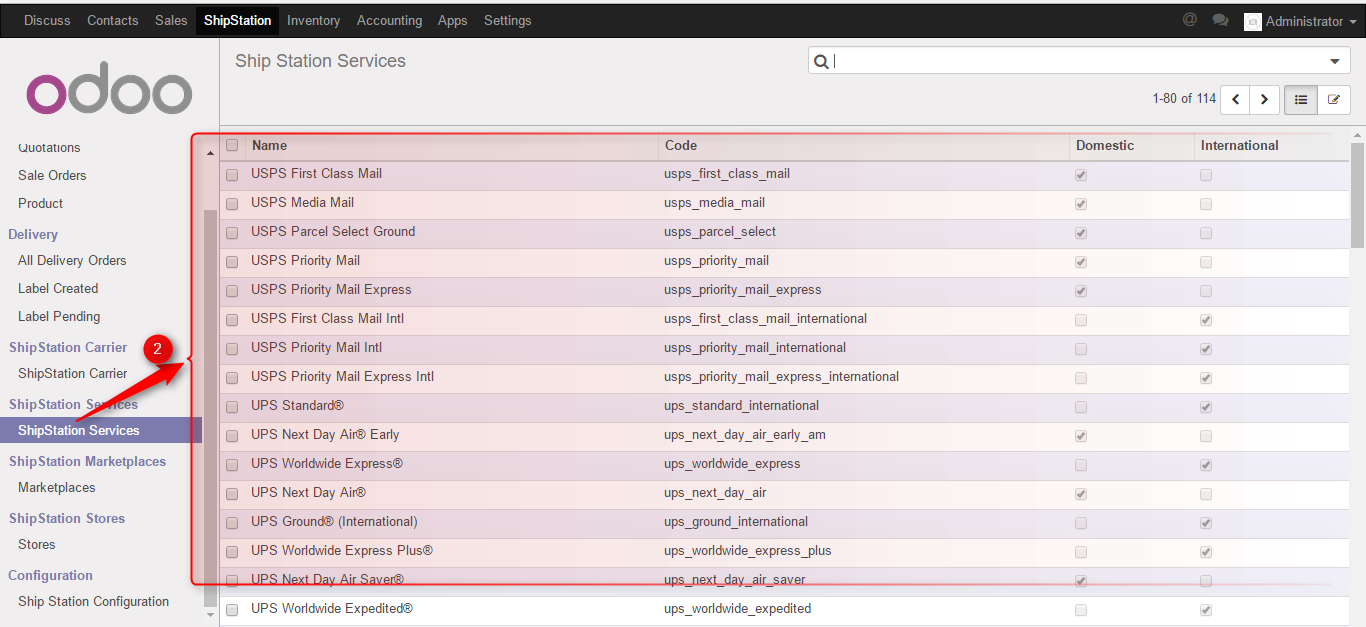 Discuss Contacts Sales ShipStation Inventory Accounting Apps Settings @ Administrator
odoo
Quotations
Sale Orders
Product
Delivery
All Delivery Orders
Label Created
Label Pending
ShipStation Carrier
ShipStation Carrier
ShipStation Services
ShipStation Services
ShipStation Marketplaces
Marketplaces
ShipStation Stores
Stores
Configuration
Ship Station Configuration
2
Ship Station Services
1-80 of 114
Name Code Domestic International
USPS First Class Mail usps_first_class_mail
USPS Media Mail usps_media_mail
USPS Parcel Select Ground usps_parcel_select
USPS Priority Mail usps_priority_mail
USPS Priority Mail Express usps_priority_mail_express
USPS First Class Mail Intl usps_first_class_mail_international
USPS Priority Mail Intl usps_priority_mail_international
USPS Priority Mail Express Intl usps_priority_mail_express_international
UPS Standard® ups_standard_international
UPS Next Day Air® Early ups_next_day_air_early_am
UPS Worldwide Express® ups_worldwide_express
UPS Next Day Air® ups_next_day_air
UPS Ground® (International) ups_ground_international
UPS Worldwide Express Plus® ups_worldwide_express_plus
UPS Next Day Air Saver® ups_next_day_air_saver
UPS Worldwide Expedited® ups_worldwide_expedited